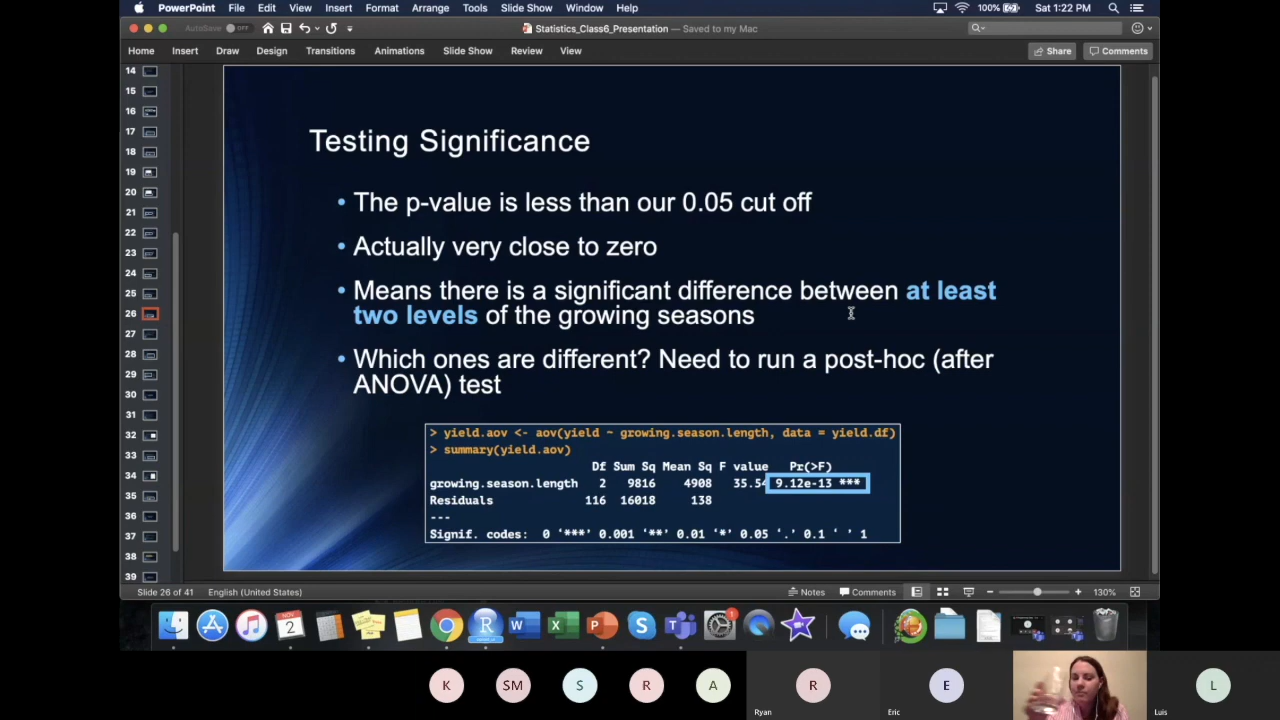 PowerPoint File Edit View Insert Format Arrange Tools Slide Show Window Help 100% Sat 1:22 PM
AutoSave OFF Statistics_Class6_Presentation — Saved to my Mac
Home Insert Draw Design Transitions Animations Slide Show Review View Share Comments
14
15
16
17
18
19
20
21
22
23
24
25
26
27
28
29
30
31
32
33
34
35
36
37
38
39
Testing Significance
• The p-value is less than our 0.05 cut off
• Actually very close to zero
• Means there is a significant difference between at least
two levels of the growing seasons
• Which ones are different? Need to run a post-hoc (after
ANOVA) test
> yield.aov <- aov(yield ~ growing.season.length, data = yield.df)
> summary(yield.aov)
Df Sum Sq Mean Sq F value Pr(>F)
growing.season.length 2 9816 4908 35.54 9.12e-13 ***
Residuals 116 16018 138
---
Signif. codes: 0 ‘***’ 0.001 ‘**’ 0.01 ‘*’ 0.05 ‘.’ 0.1 ‘ ’ 1
Slide 26 of 41 English (United States) Notes Comments 130%
NOV
2
R
W
X
P
S
T
1
K SM S R A R E L
Ryan Eric Luis